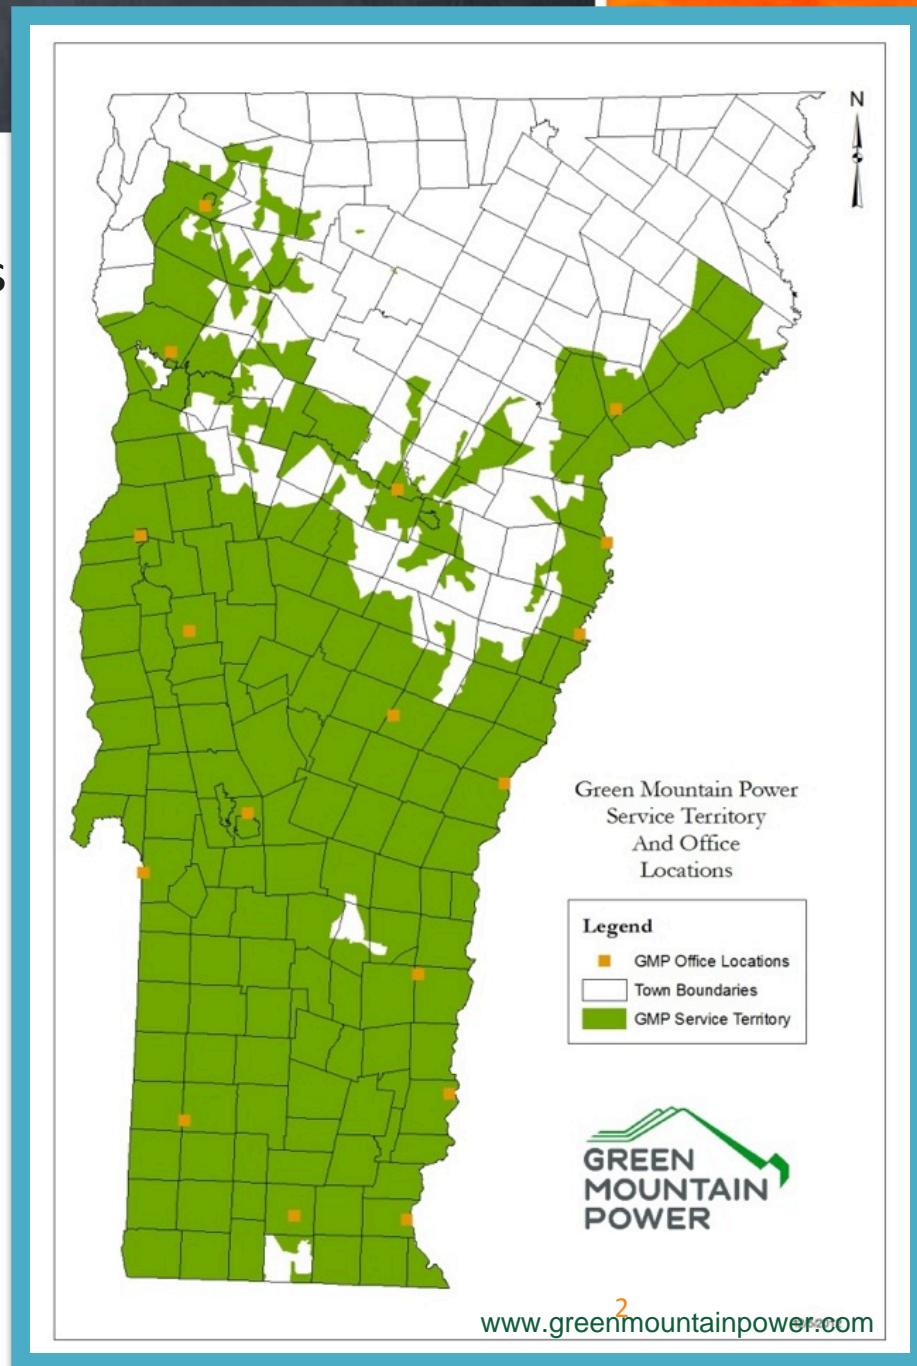 s
N
Green Mountain Power
Service Territory
And Office
Locations
Legend
GMP Office Locations
Town Boundaries
GMP Service Territory
GREEN
MOUNTAIN
POWER
2
www.greenmountainpower.com